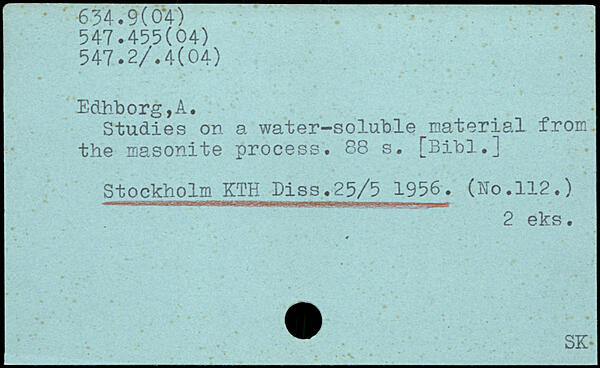 634.9(04)
547.455(04)
547.2/.4(04)
Edhborg,A.
Studies on a water-soluble material from
the masonite process. 88 s. [Bibl.]
Stockholm KTH Diss.25/5 1956. (No.112.)
2 eks.
SK